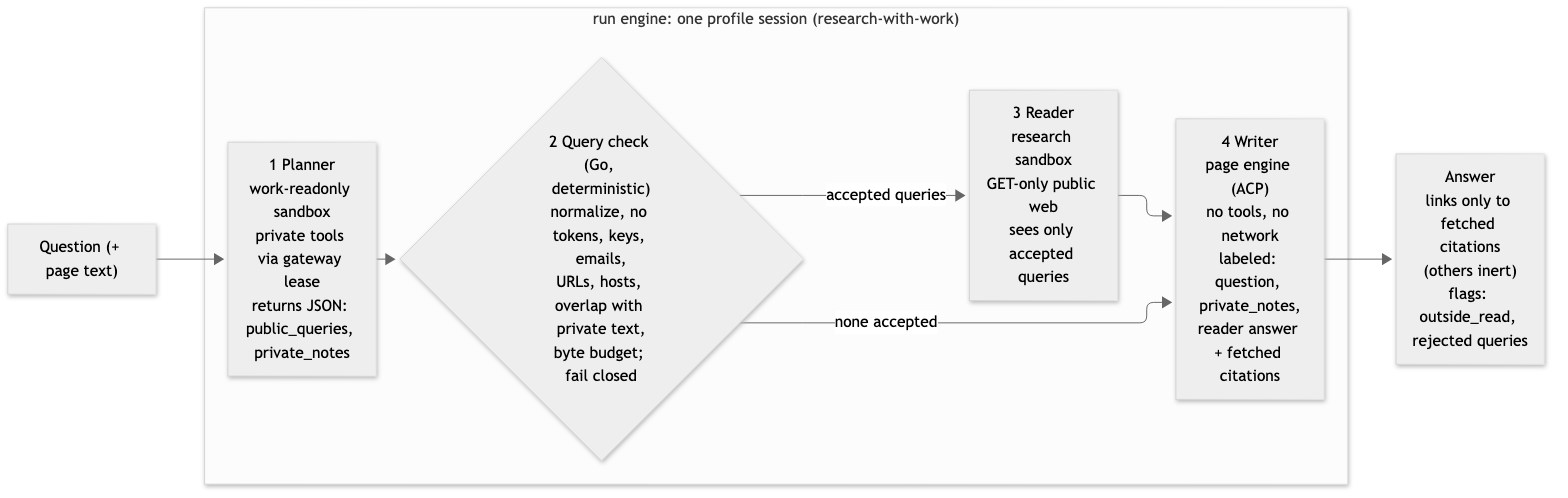 run engine: one profile session (research-with-work)
Question (+
page text)
1 Planner
work-readonly
sandbox
private tools
via gateway
lease
returns JSON:
public_queries,
private_notes
2 Query check
(Go,
deterministic)
normalize, no
tokens, keys,
emails,
URLs, hosts,
overlap with
private text,
byte budget;
fail closed
accepted queries
none accepted
3 Reader
research
sandbox
GET-only public
web
sees only
accepted
queries
4 Writer
page engine
(ACP)
no tools, no
network
labeled:
question,
private_notes,
reader answer
+ fetched
citations
Answer
links only to
fetched
citations
(others inert)
flags:
outside_read,
rejected queries